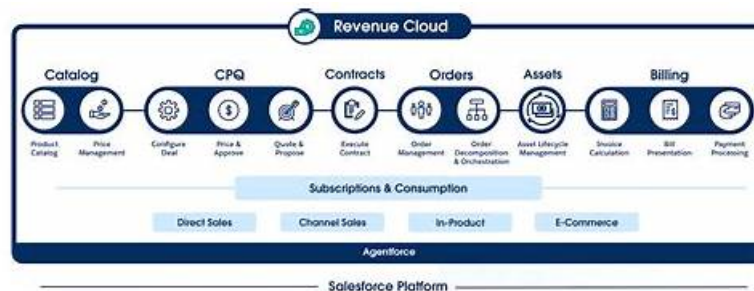 Revenue Cloud
Catalog
CPQ
Contracts
Orders
Assets
Billing
Product
Catalog
Price
Management
Configure
Deal
Price &
Approve
Quote &
Propose
Execute
Contract
Order
Management
Order
Decomposition
& Orchestration
Asset Lifecycle
Management
Invoice
Calculation
Bill
Presentation
Payment
Processing
Subscriptions & Consumption
Direct Sales
Channel Sales
In-Product
E-Commerce
Agentforce
Salesforce Platform